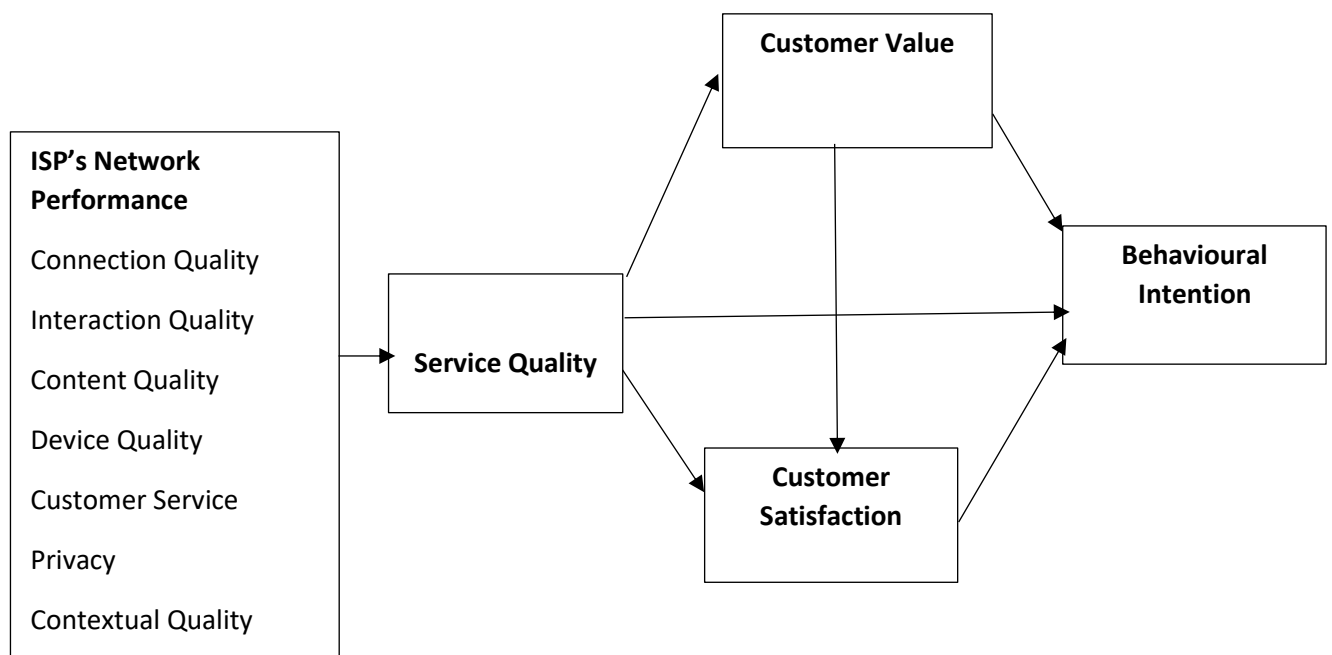 Customer Value
ISP’s Network
Performance
Connection Quality
Interaction Quality
Content Quality
Device Quality
Customer Service
Privacy
Contextual Quality
Service Quality
Behavioural
Intention
Customer
Satisfaction